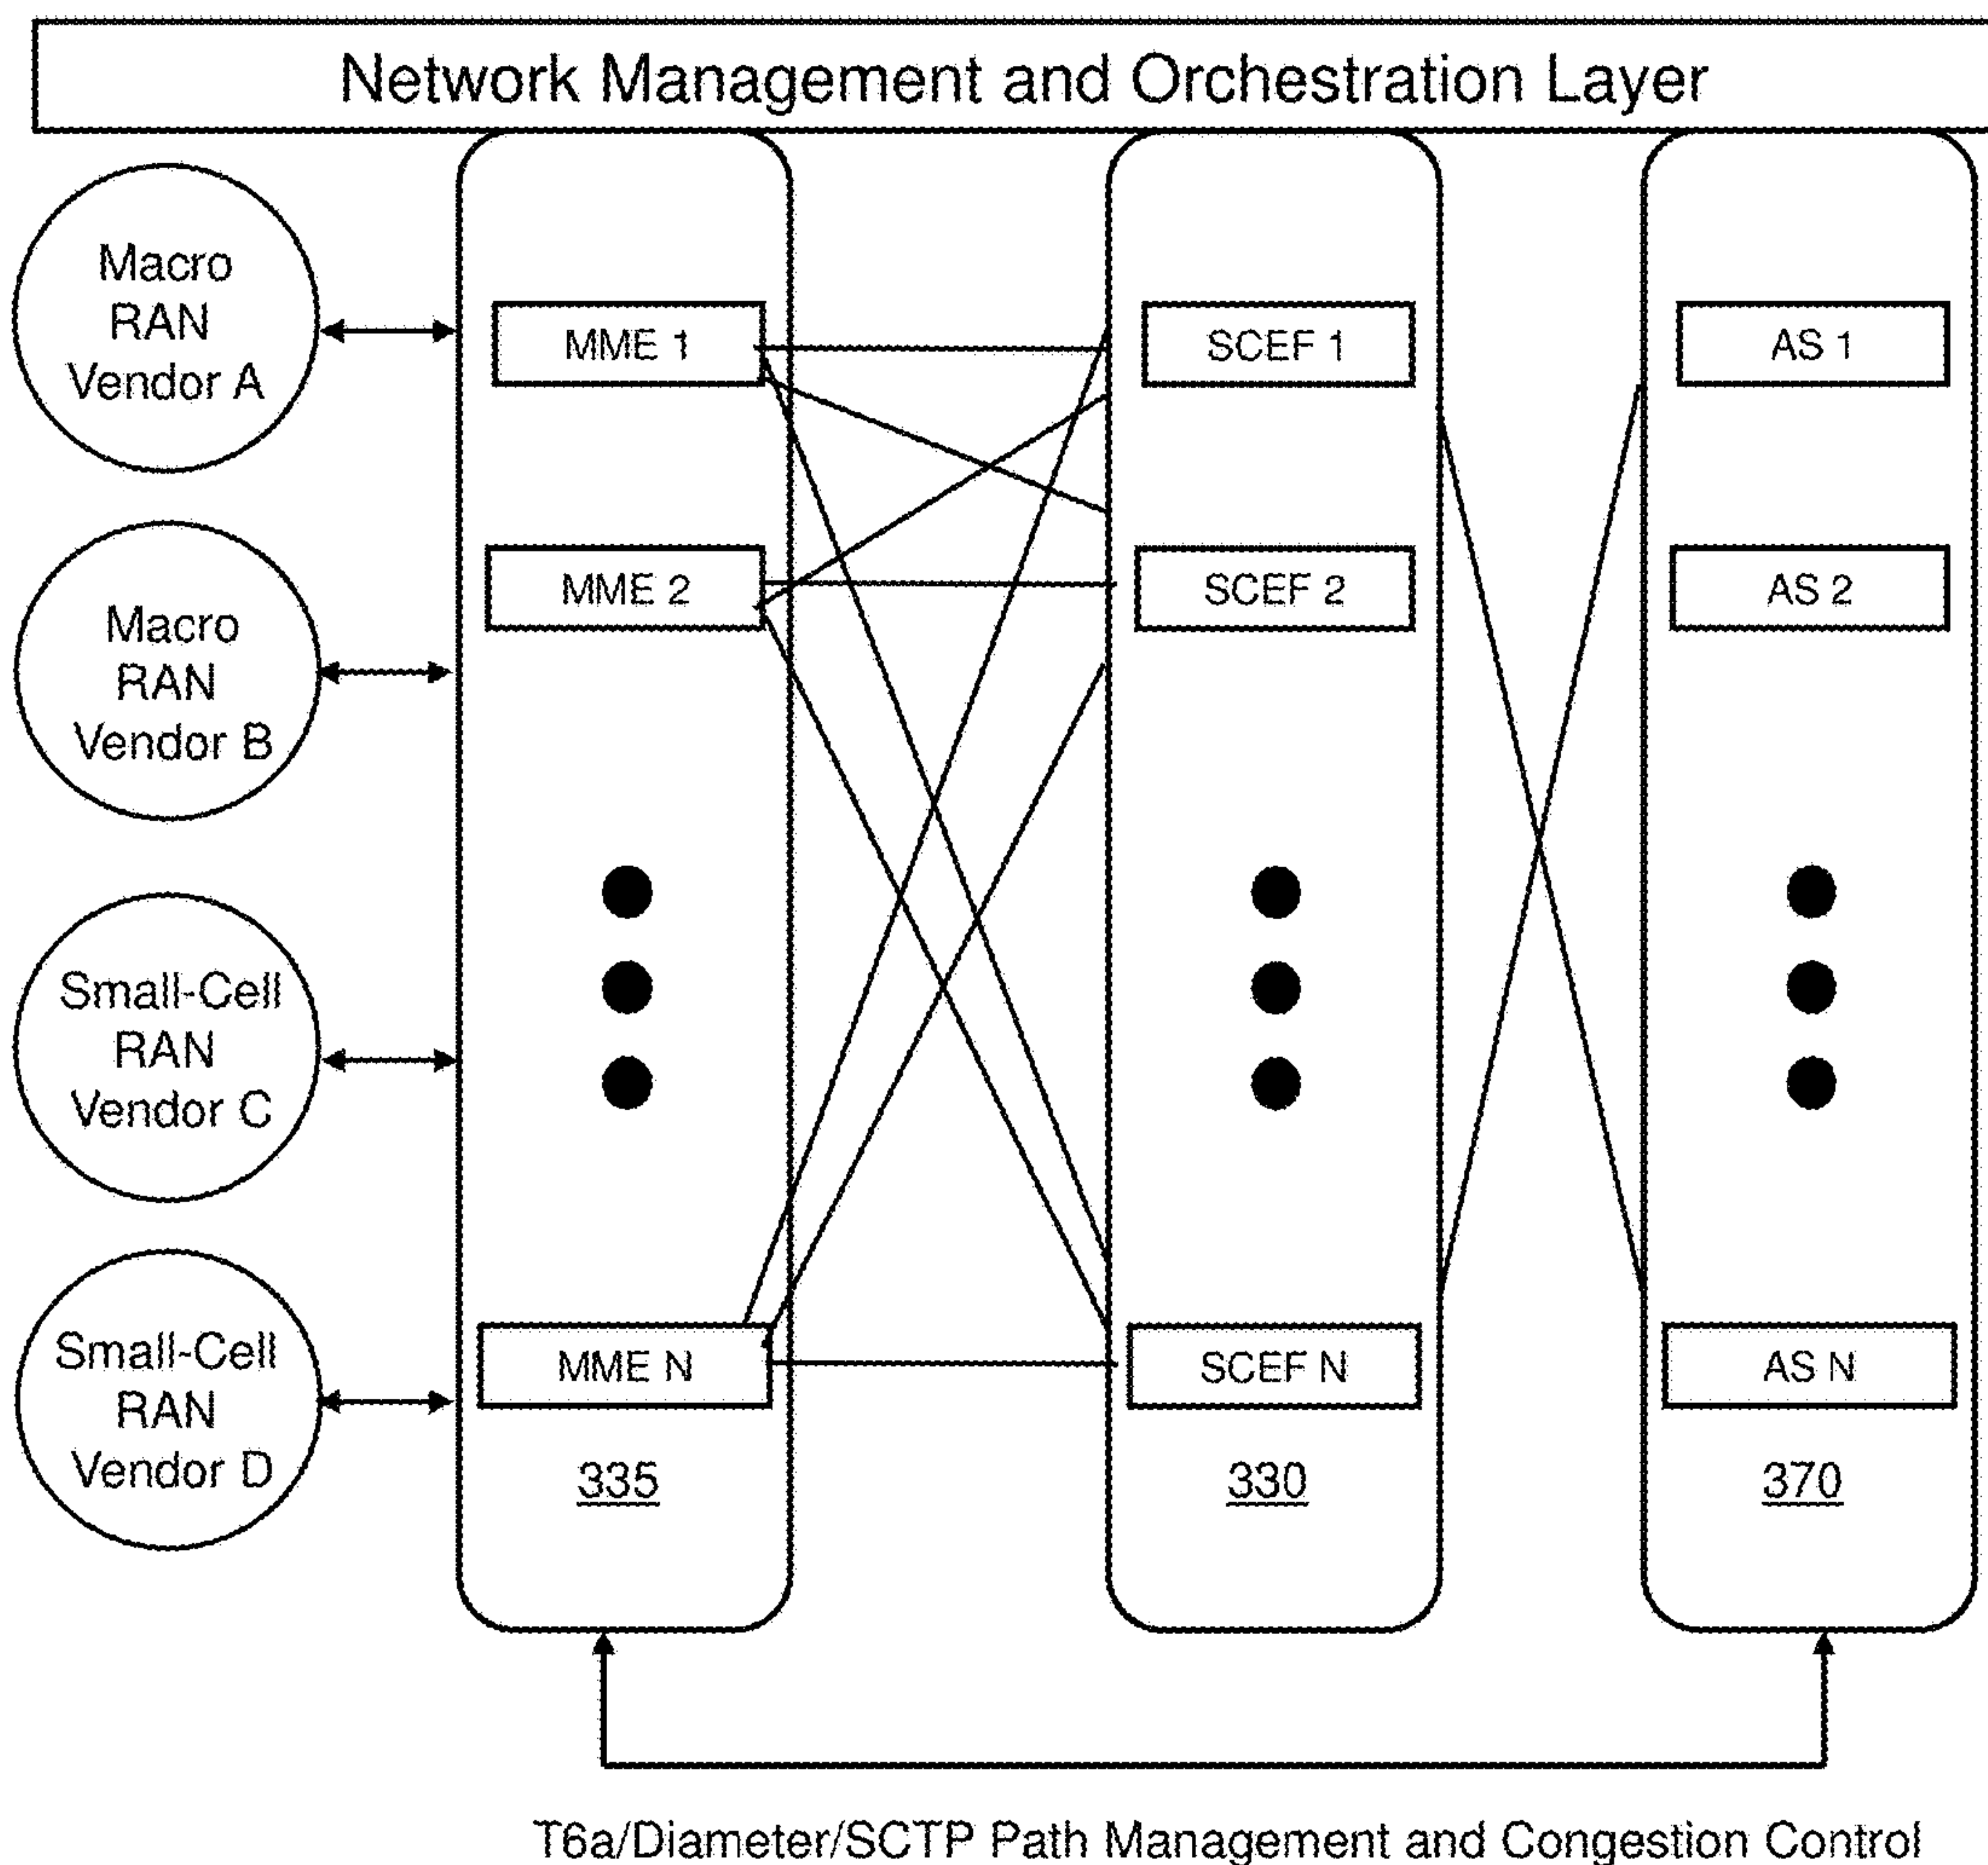 Network Management and Orchestration Layer
Macro
RAN
Vendor A
MME 1
SCEF 1
AS 1
Macro
RAN
Vendor B
MME 2
SCEF 2
AS 2
Small-Cell
RAN
Vendor C
Small-Cell
RAN
Vendor D
MME N
SCEF N
AS N
335
330
370
T6a/Diameter/SCTP Path Management and Congestion Control